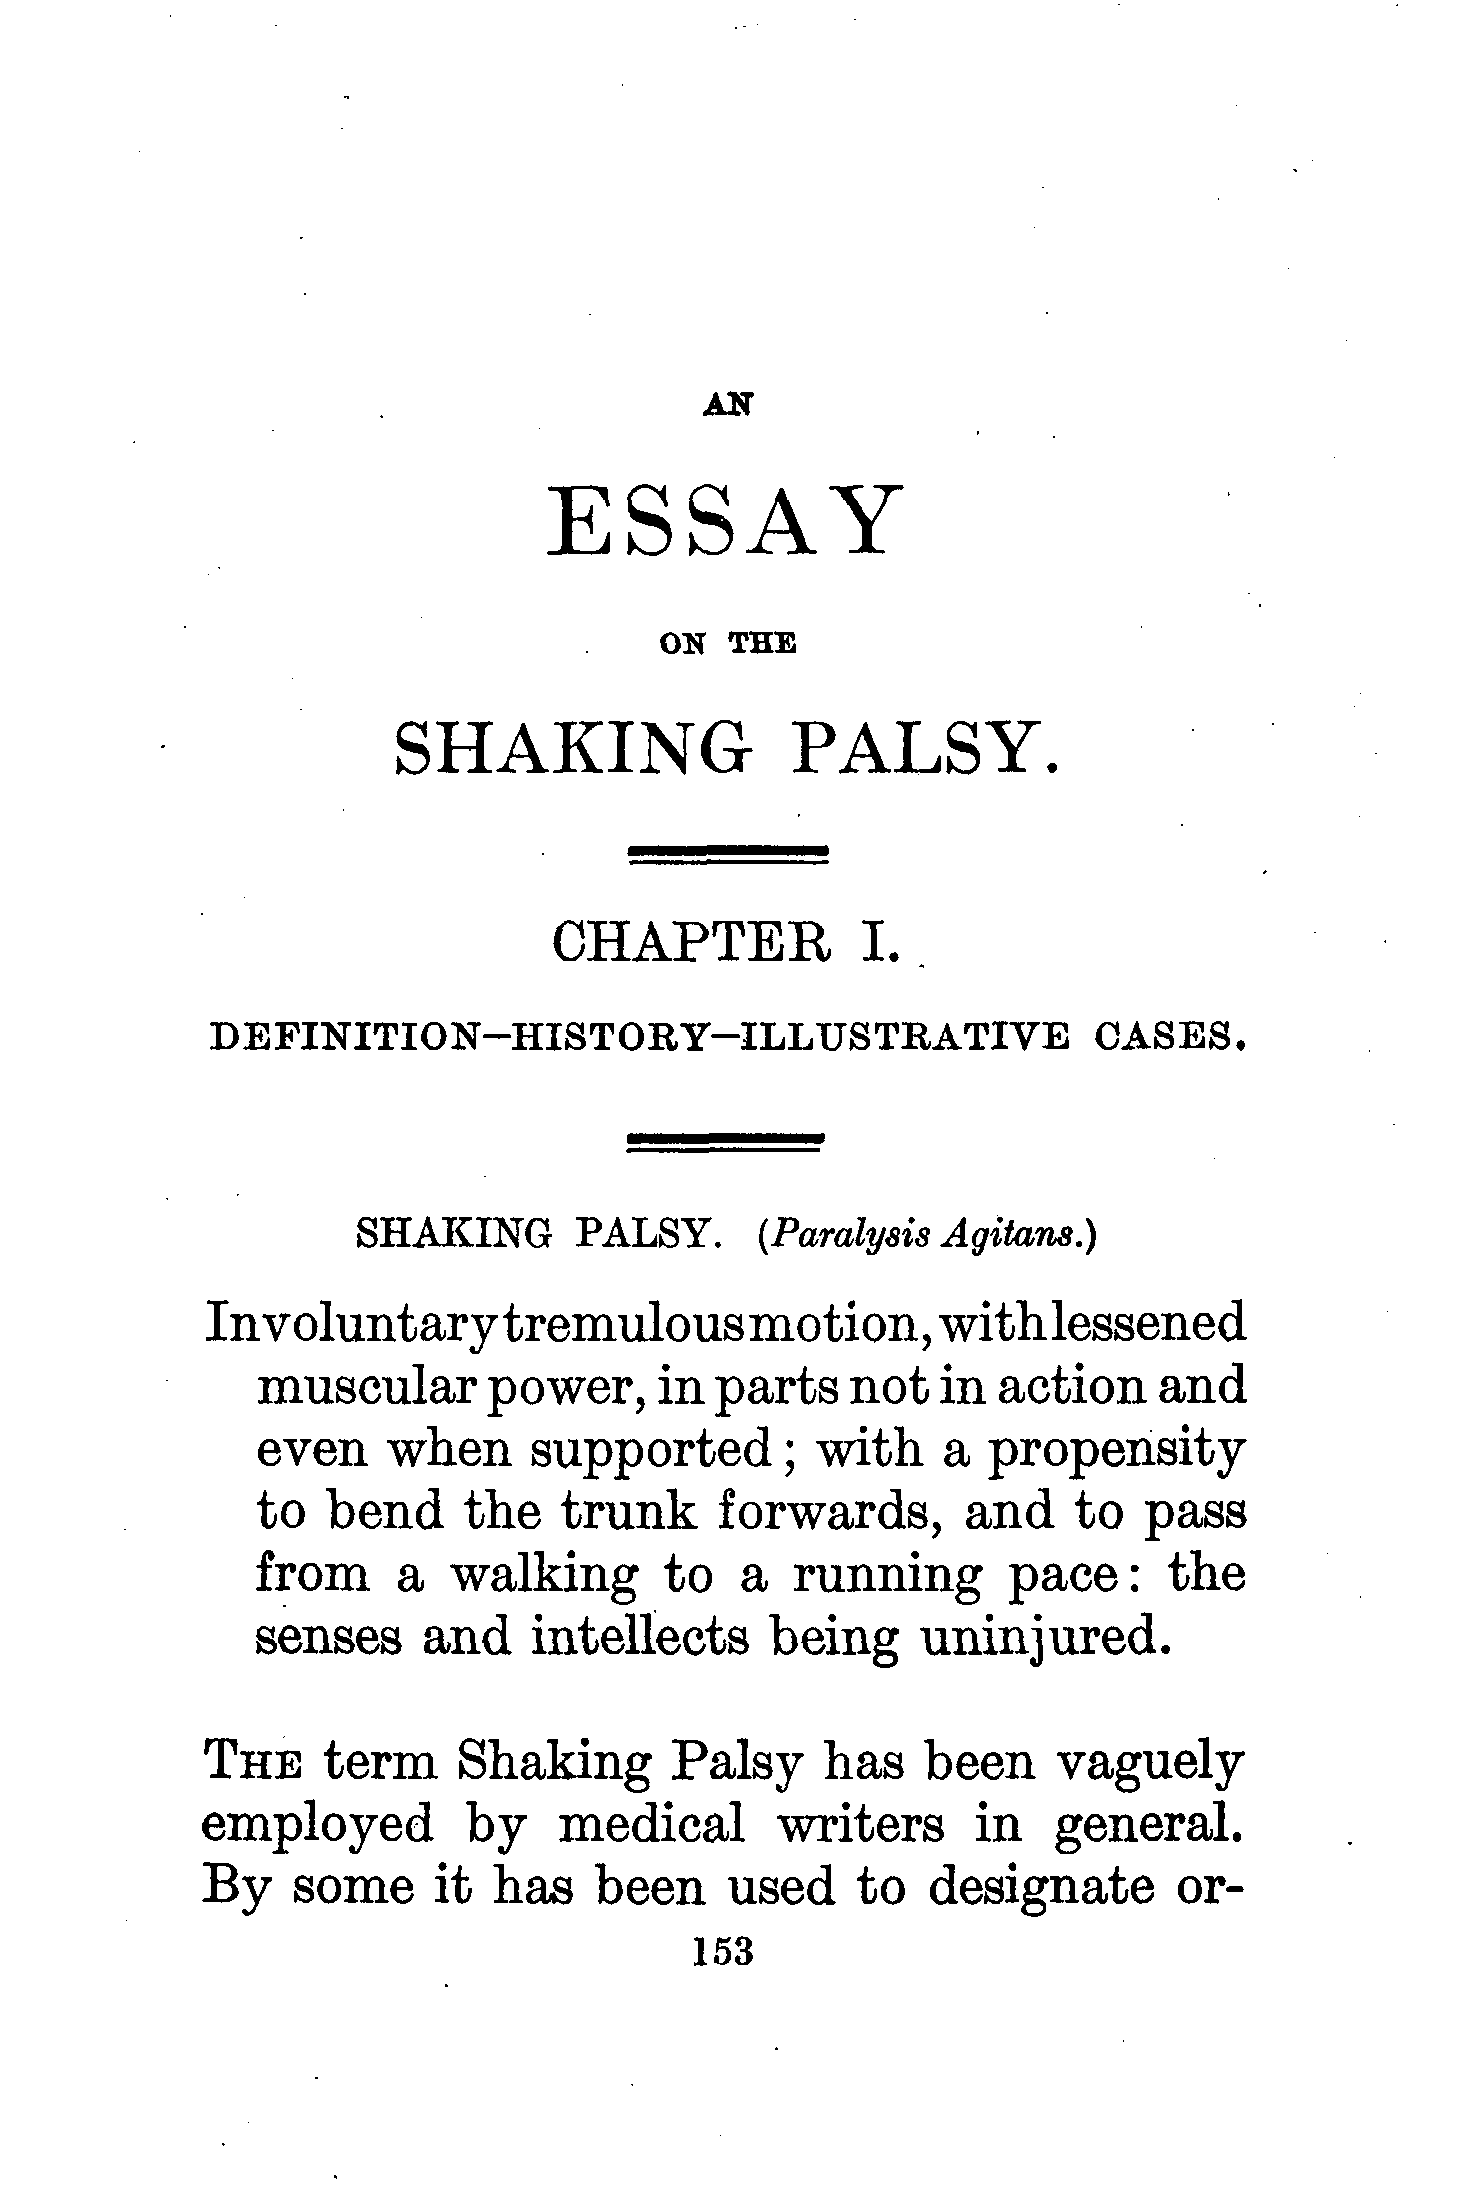 AN
ESSAY
ON THE
SHAKING PALSY.
CHAPTER I.
DEFINITION—HISTORY—ILLUSTRATIVE CASES.
SHAKING PALSY. (Paralysis Agitans.)
Involuntary tremulous motion, with lessened
muscular power, in parts not in action and
even when supported; with a propensity
to bend the trunk forwards, and to pass
from a walking to a running pace: the
senses and intellects being uninjured.
THE term Shaking Palsy has been vaguely
employed by medical writers in general.
By some it has been used to designate or-
153